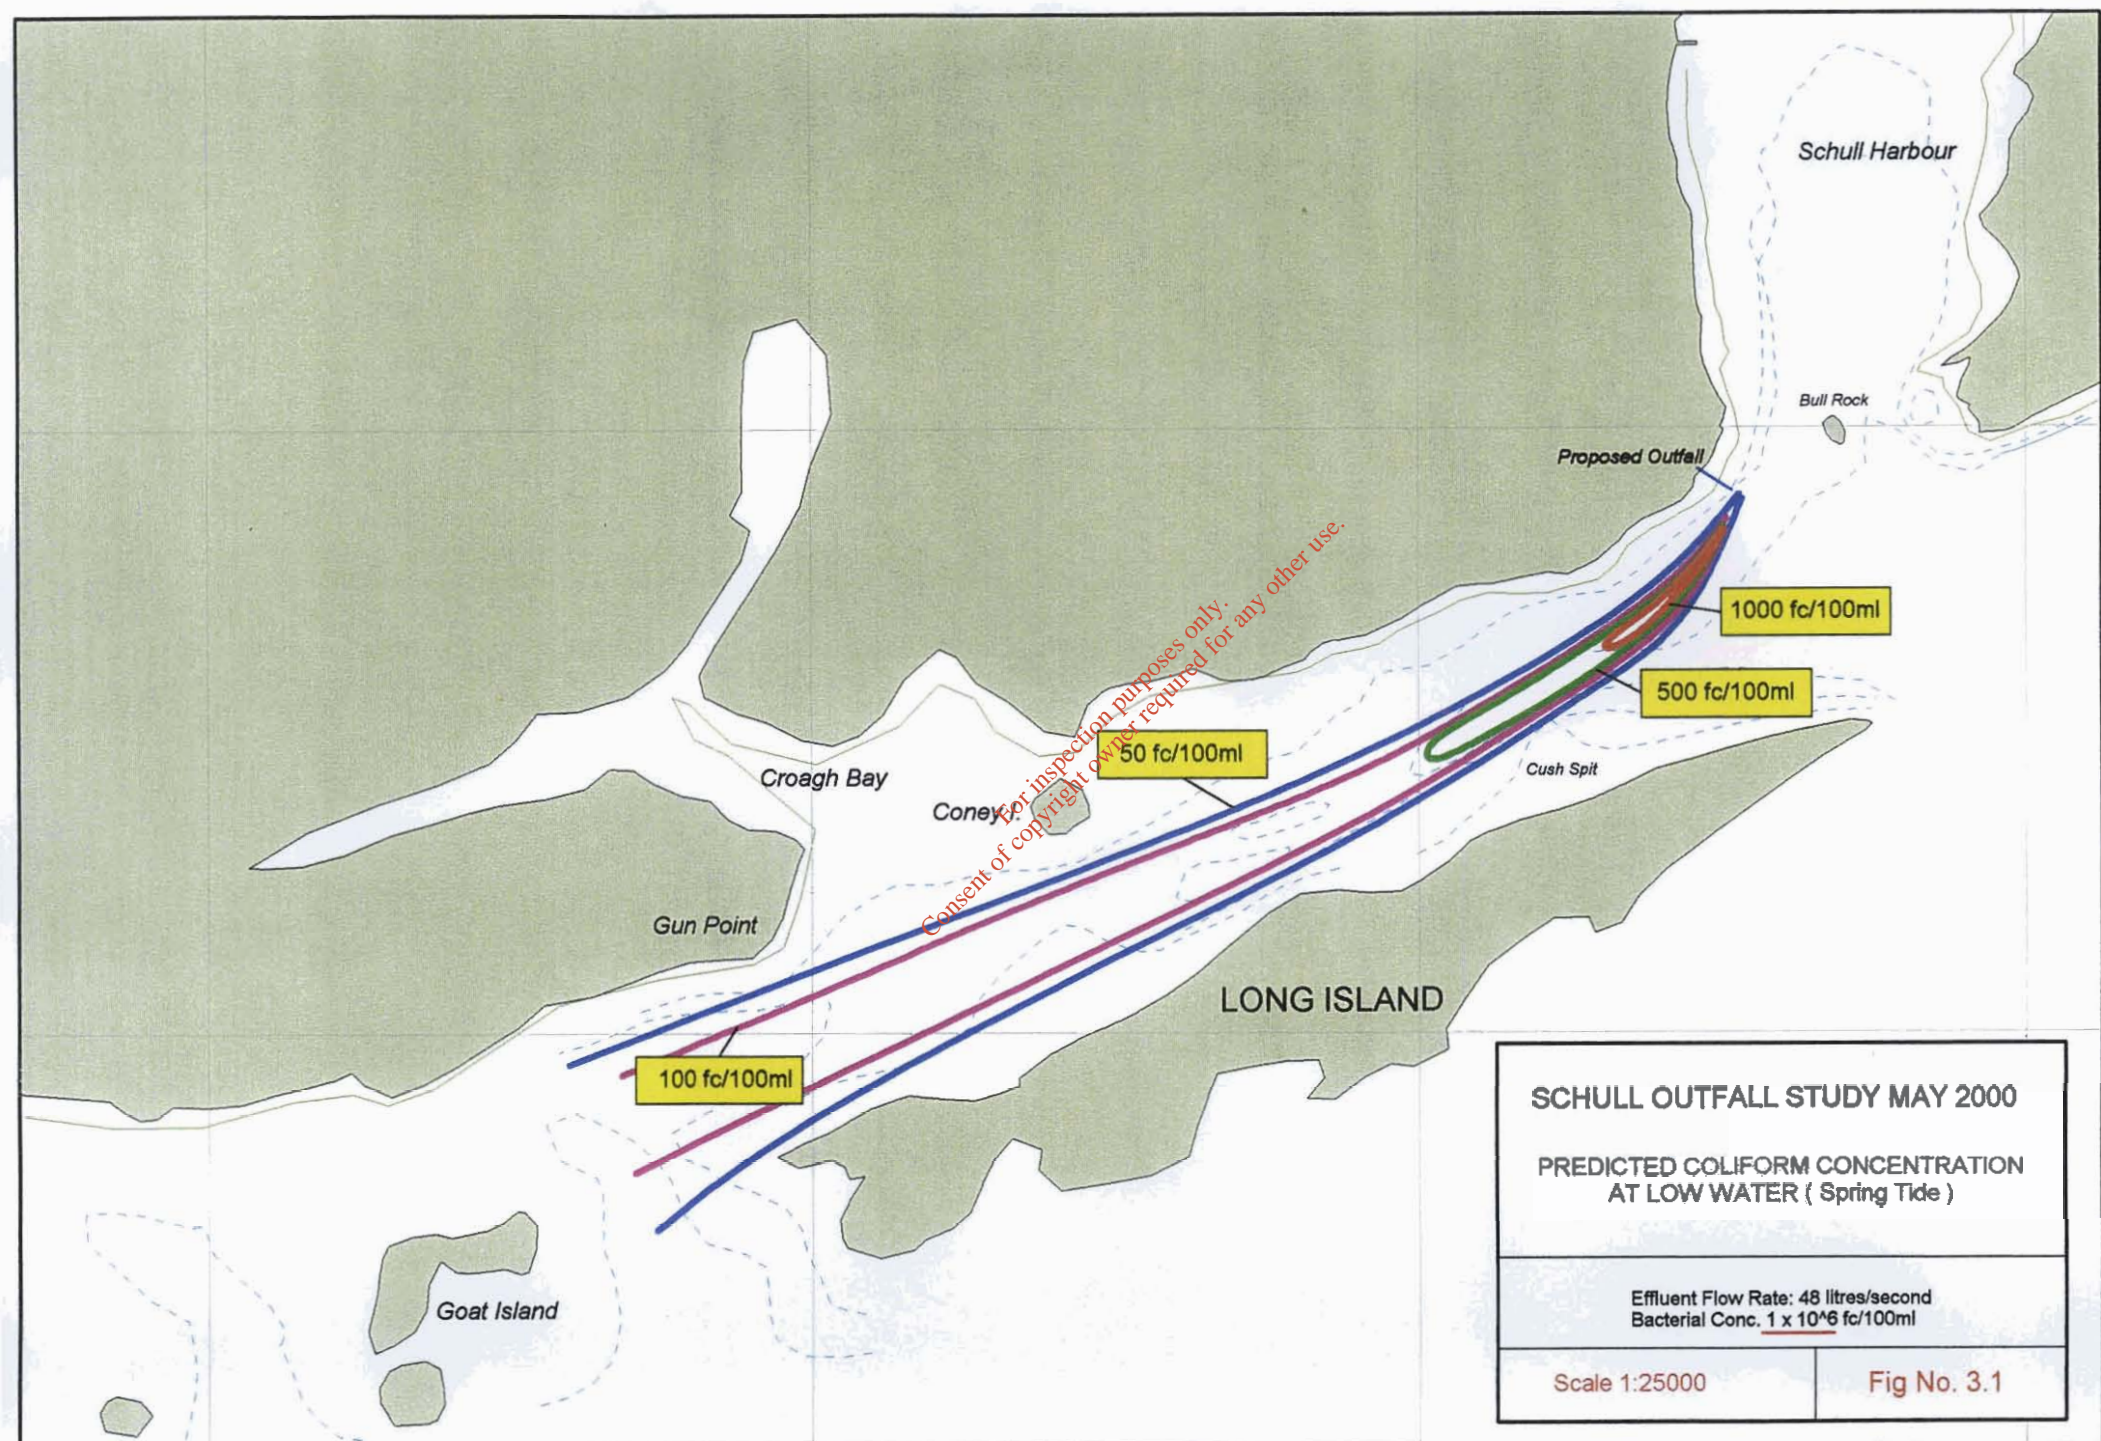 Schull Harbour
Bull Rock
Proposed Outfall
1000 fc/100ml
500 fc/100ml
50 fc/100ml
Cush Spit
Croagh Bay
Coney I.
Gun Point
LONG ISLAND
100 fc/100ml
Goat Island
For inspection purposes only.
Consent of copyright owner required for any other use.
SCHULL OUTFALL STUDY MAY 2000
PREDICTED COLIFORM CONCENTRATION
AT LOW WATER ( Spring Tide )
Effluent Flow Rate: 48 litres/second
Bacterial Conc. 1 x 10^6 fc/100ml
Scale 1:25000
Fig No. 3.1